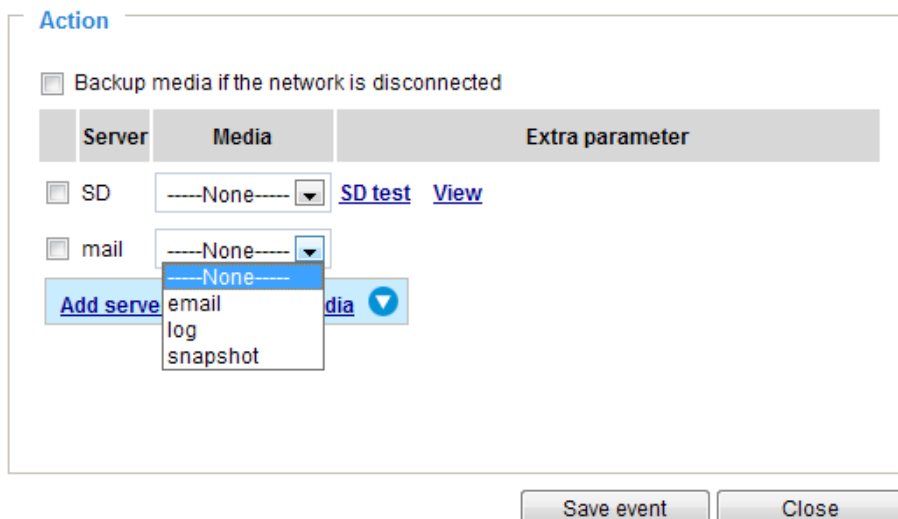 Action
Backup media if the network is disconnected
Server Media Extra parameter
SD -----None----- SD test View
mail -----None-----
-----None-----
Add serve dia
email
log
snapshot
Save event Close